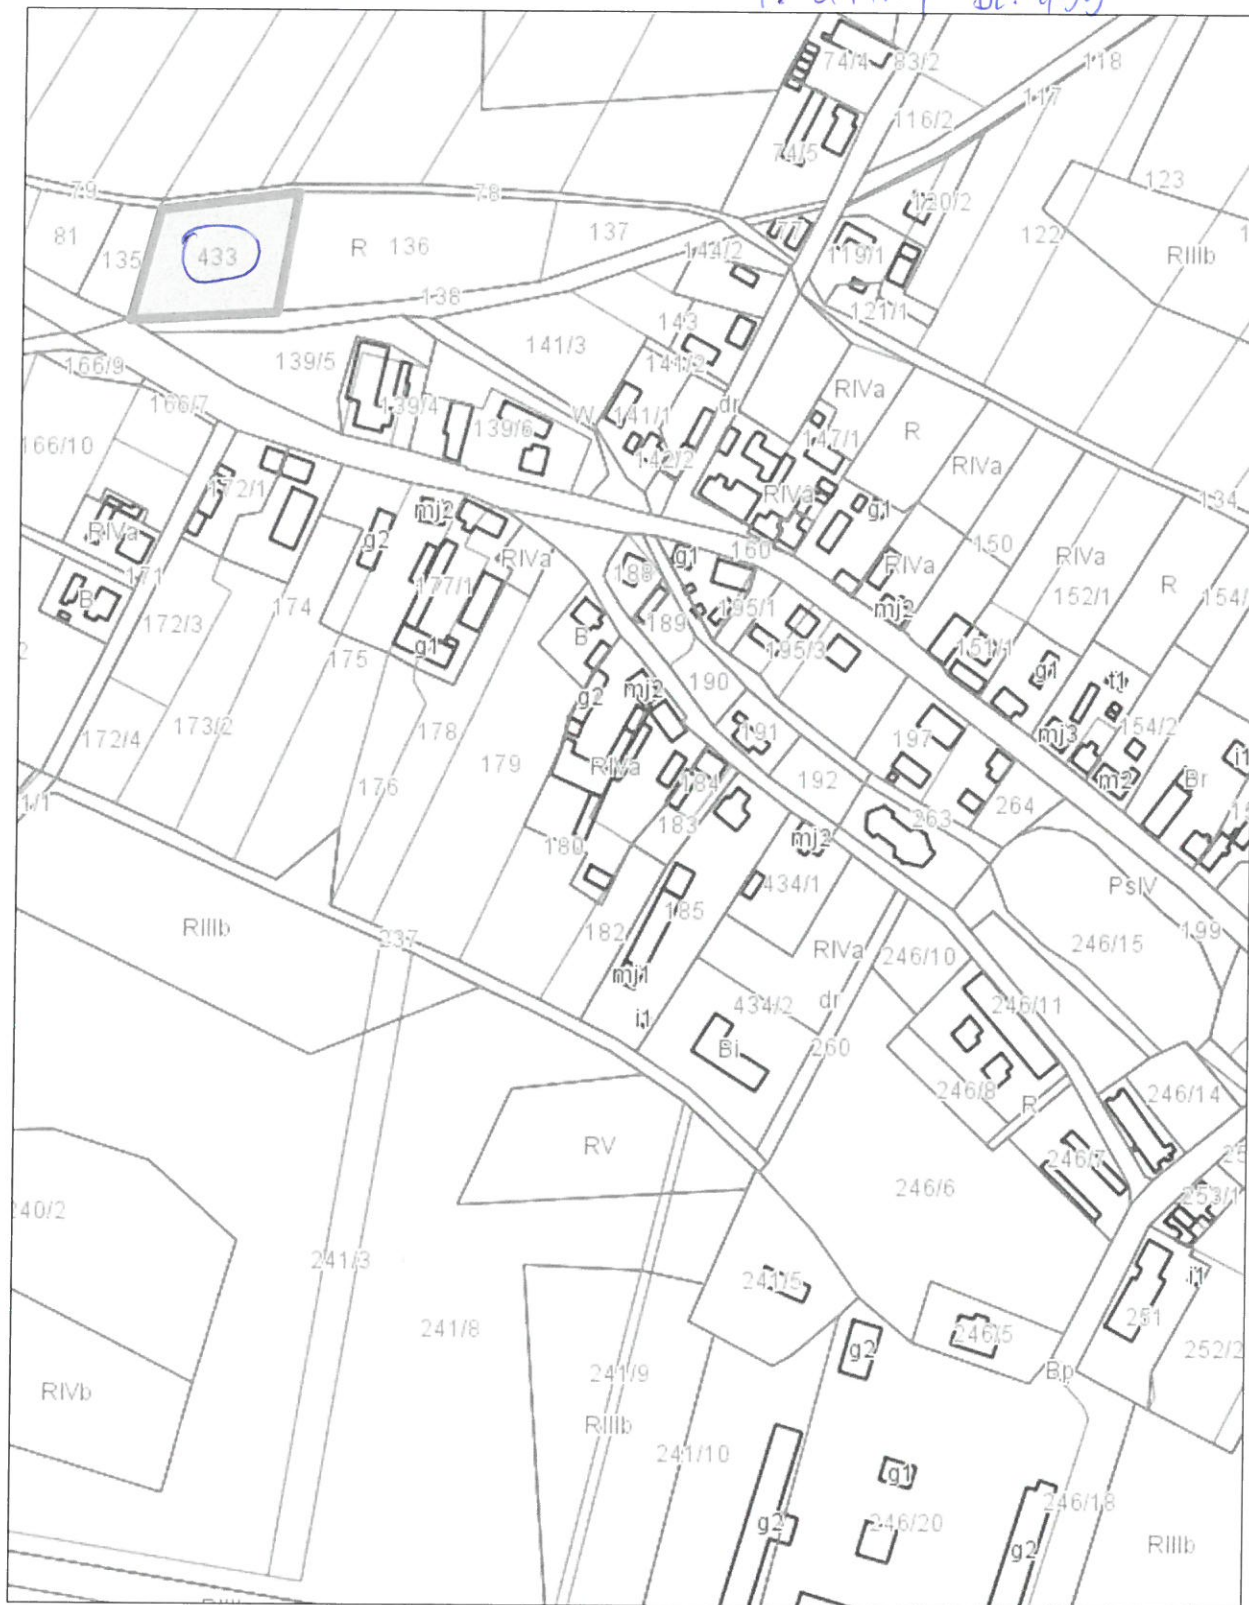 dz. 433
74/4 83/2 118
117
116/2
74/5
123
79 78 120/2
81 433 R 136 137 77 122
135 144/2 119/1 RIIIb
138 121/1
143
139/5 141/3 141/2
166/9 RIVa
166/7 139/4 W 141/1 dr R
139/6 147/1
166/10 142/2 RIVa
172/1 RIVa 134
mj2 g1
RIVa g2 RIVa 160 150 RIVa
171 188 g1 RIVa 152/1 R
B 177/1 195/1 mj2 154/
172/3 174 B 189 151/1
g1 195/3 g1
175 190 t1
mj2
g2 191 mj3 154/2
172/4 173/2 178 197 i1
179 RIVa 192 m2 Br
176 184 264
1/1 183 263
180 mj2
434/1 PsIV
RIIIb 185 199
237 182 RIVa 246/15
246/10
mj1
434/2 dr 246/11
i1 Bi 260
246/8 246/14
R
RV
246/7
246/6
240/2 253/1
241/3
241/5 i1
241/8 246/5 251
g2 252/2
241/9
RIVb Bp
RIIIb
241/10
g1
246/18
g2 246/20
g2 RIIIb